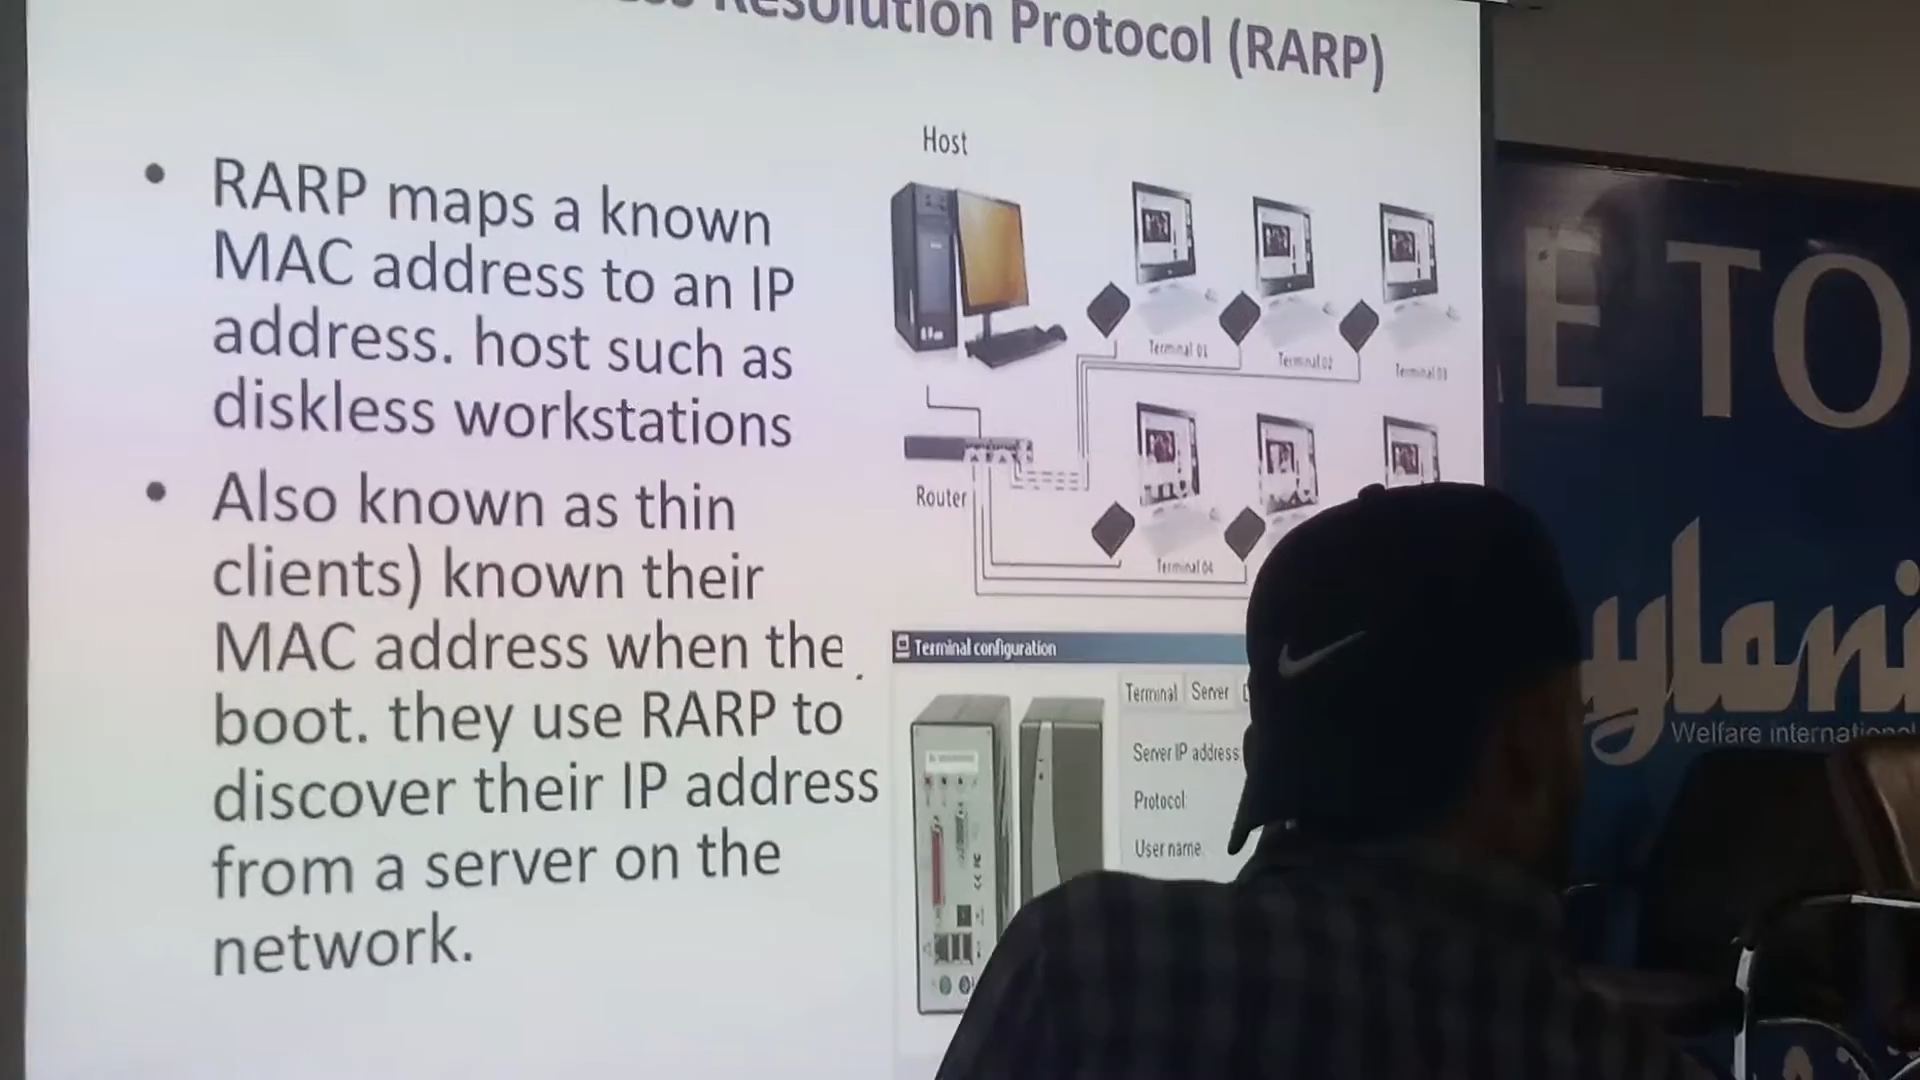 Resolution Protocol (RARP)
• RARP maps a known
MAC address to an IP
address. host such as
diskless workstations
• Also known as thin
clients) known their
MAC address when the
boot. they use RARP to
discover their IP address
from a server on the
network.
Host
Terminal 01
Terminal 02
Terminal 03
Router
Terminal 04
Terminal configuration
Terminal Server
Server IP address
Protocol
User name
E TO
ylani
Welfare international